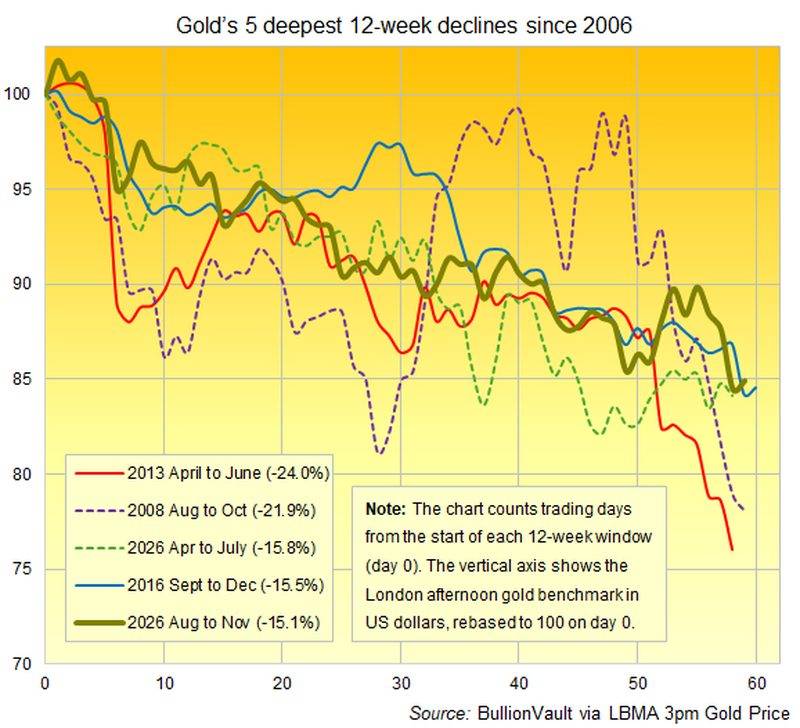 Gold's 5 deepest 12-week declines since 2006
100
95
90
85
80
75
70
2013 April to June (-24.0%)
2008 Aug to Oct (-21.9%)
2026 Apr to July (-15.8%)
2016 Sept to Dec (-15.5%)
2026 Aug to Nov (-15.1%)
Note: The chart counts trading days
from the start of each 12-week window
(day 0). The vertical axis shows the
London afternoon gold benchmark in
US dollars, rebased to 100 on day 0.
0 10 20 30 40 50 60
Source: BullionVault via LBMA 3pm Gold Price